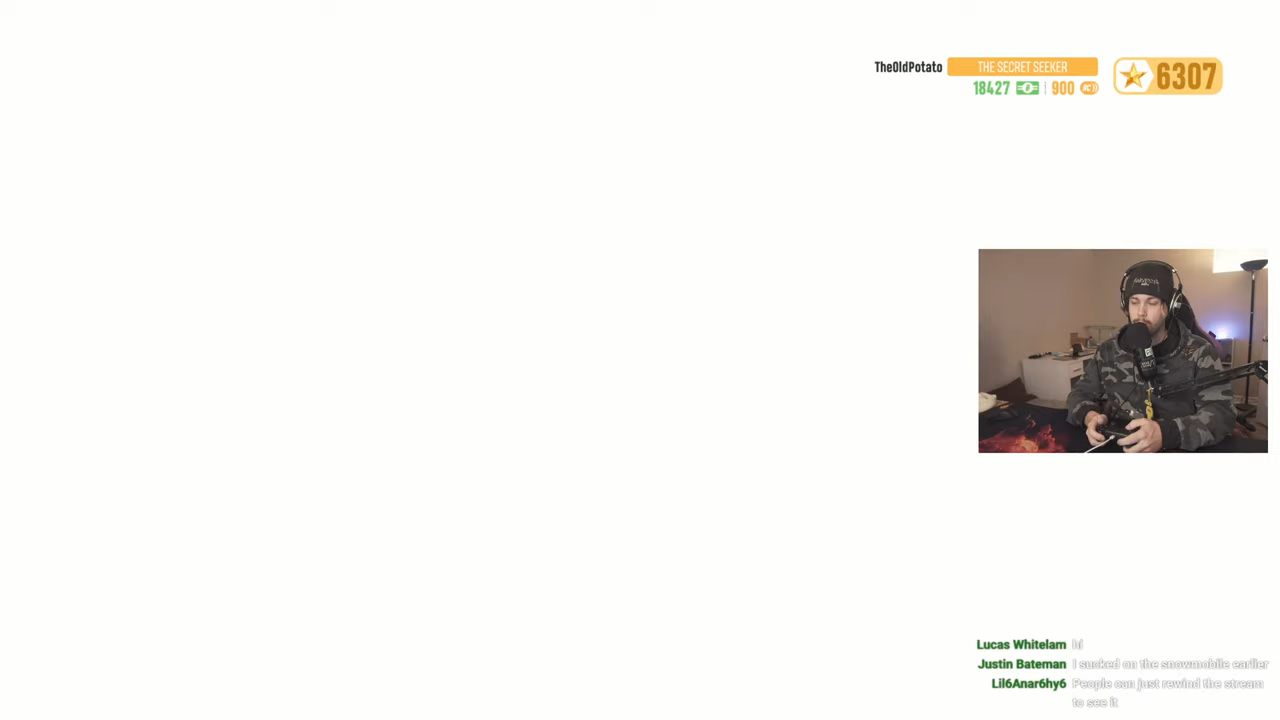 TheOldPotato THE SECRET SEEKER 6307
18427 900
Lucas Whitelam
Justin Bateman I sucked on the snowmobile earlier
Lil6Anar6hy6 People can just rewind the stream
to see it